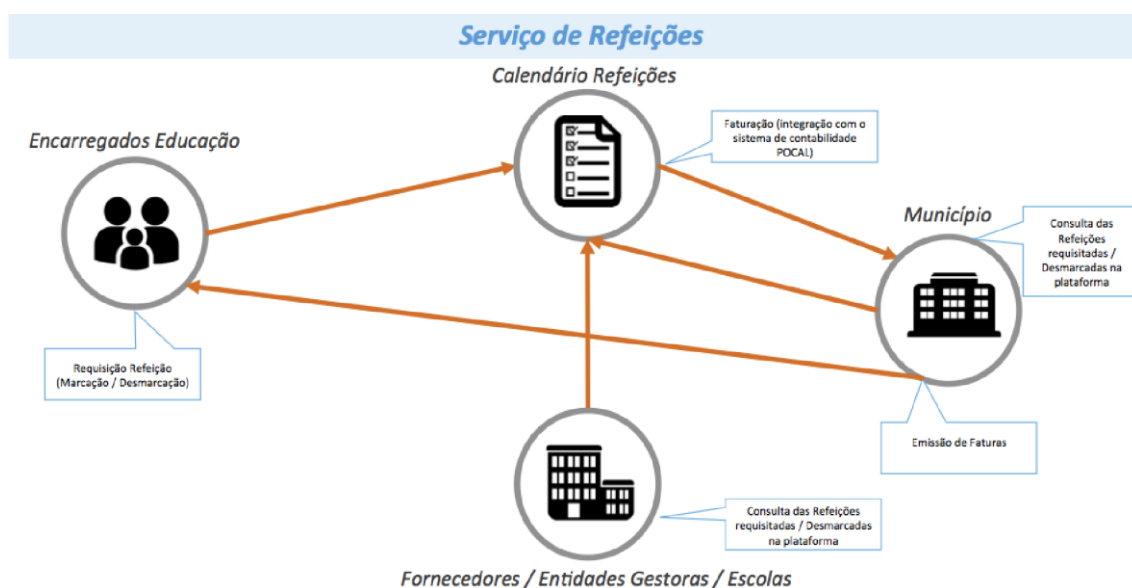 Serviço de Refeições
Calendário Refeições
Encarregados Educação
Faturação (integração com o
sistema de contabilidade
POCAL)
Município
Consulta das
Refeições
requisitadas /
Desmarcadas na
plataforma
Requisição Refeição
(Marcação / Desmarcação)
Emissão de Faturas
Consulta das Refeições
requisitadas / Desmarcadas
na plataforma
Fornecedores / Entidades Gestoras / Escolas